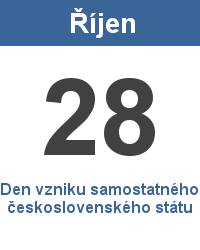 Říjen
28
Den vzniku samostatného
československého státu